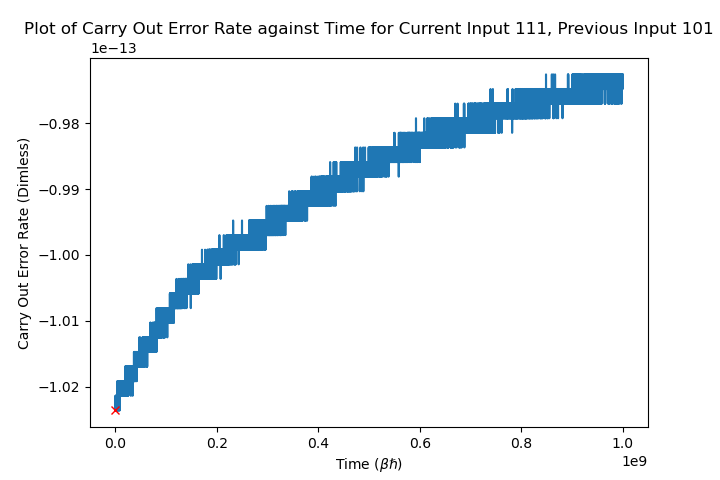 Plot of Carry Out Error Rate against Time for Current Input 111, Previous Input 101
1e−13
−0.98
−0.99
−1.00
−1.01
−1.02
Carry Out Error Rate (Dimless)
0.0 0.2 0.4 0.6 0.8 1.0
1e9
Time (βℏ)